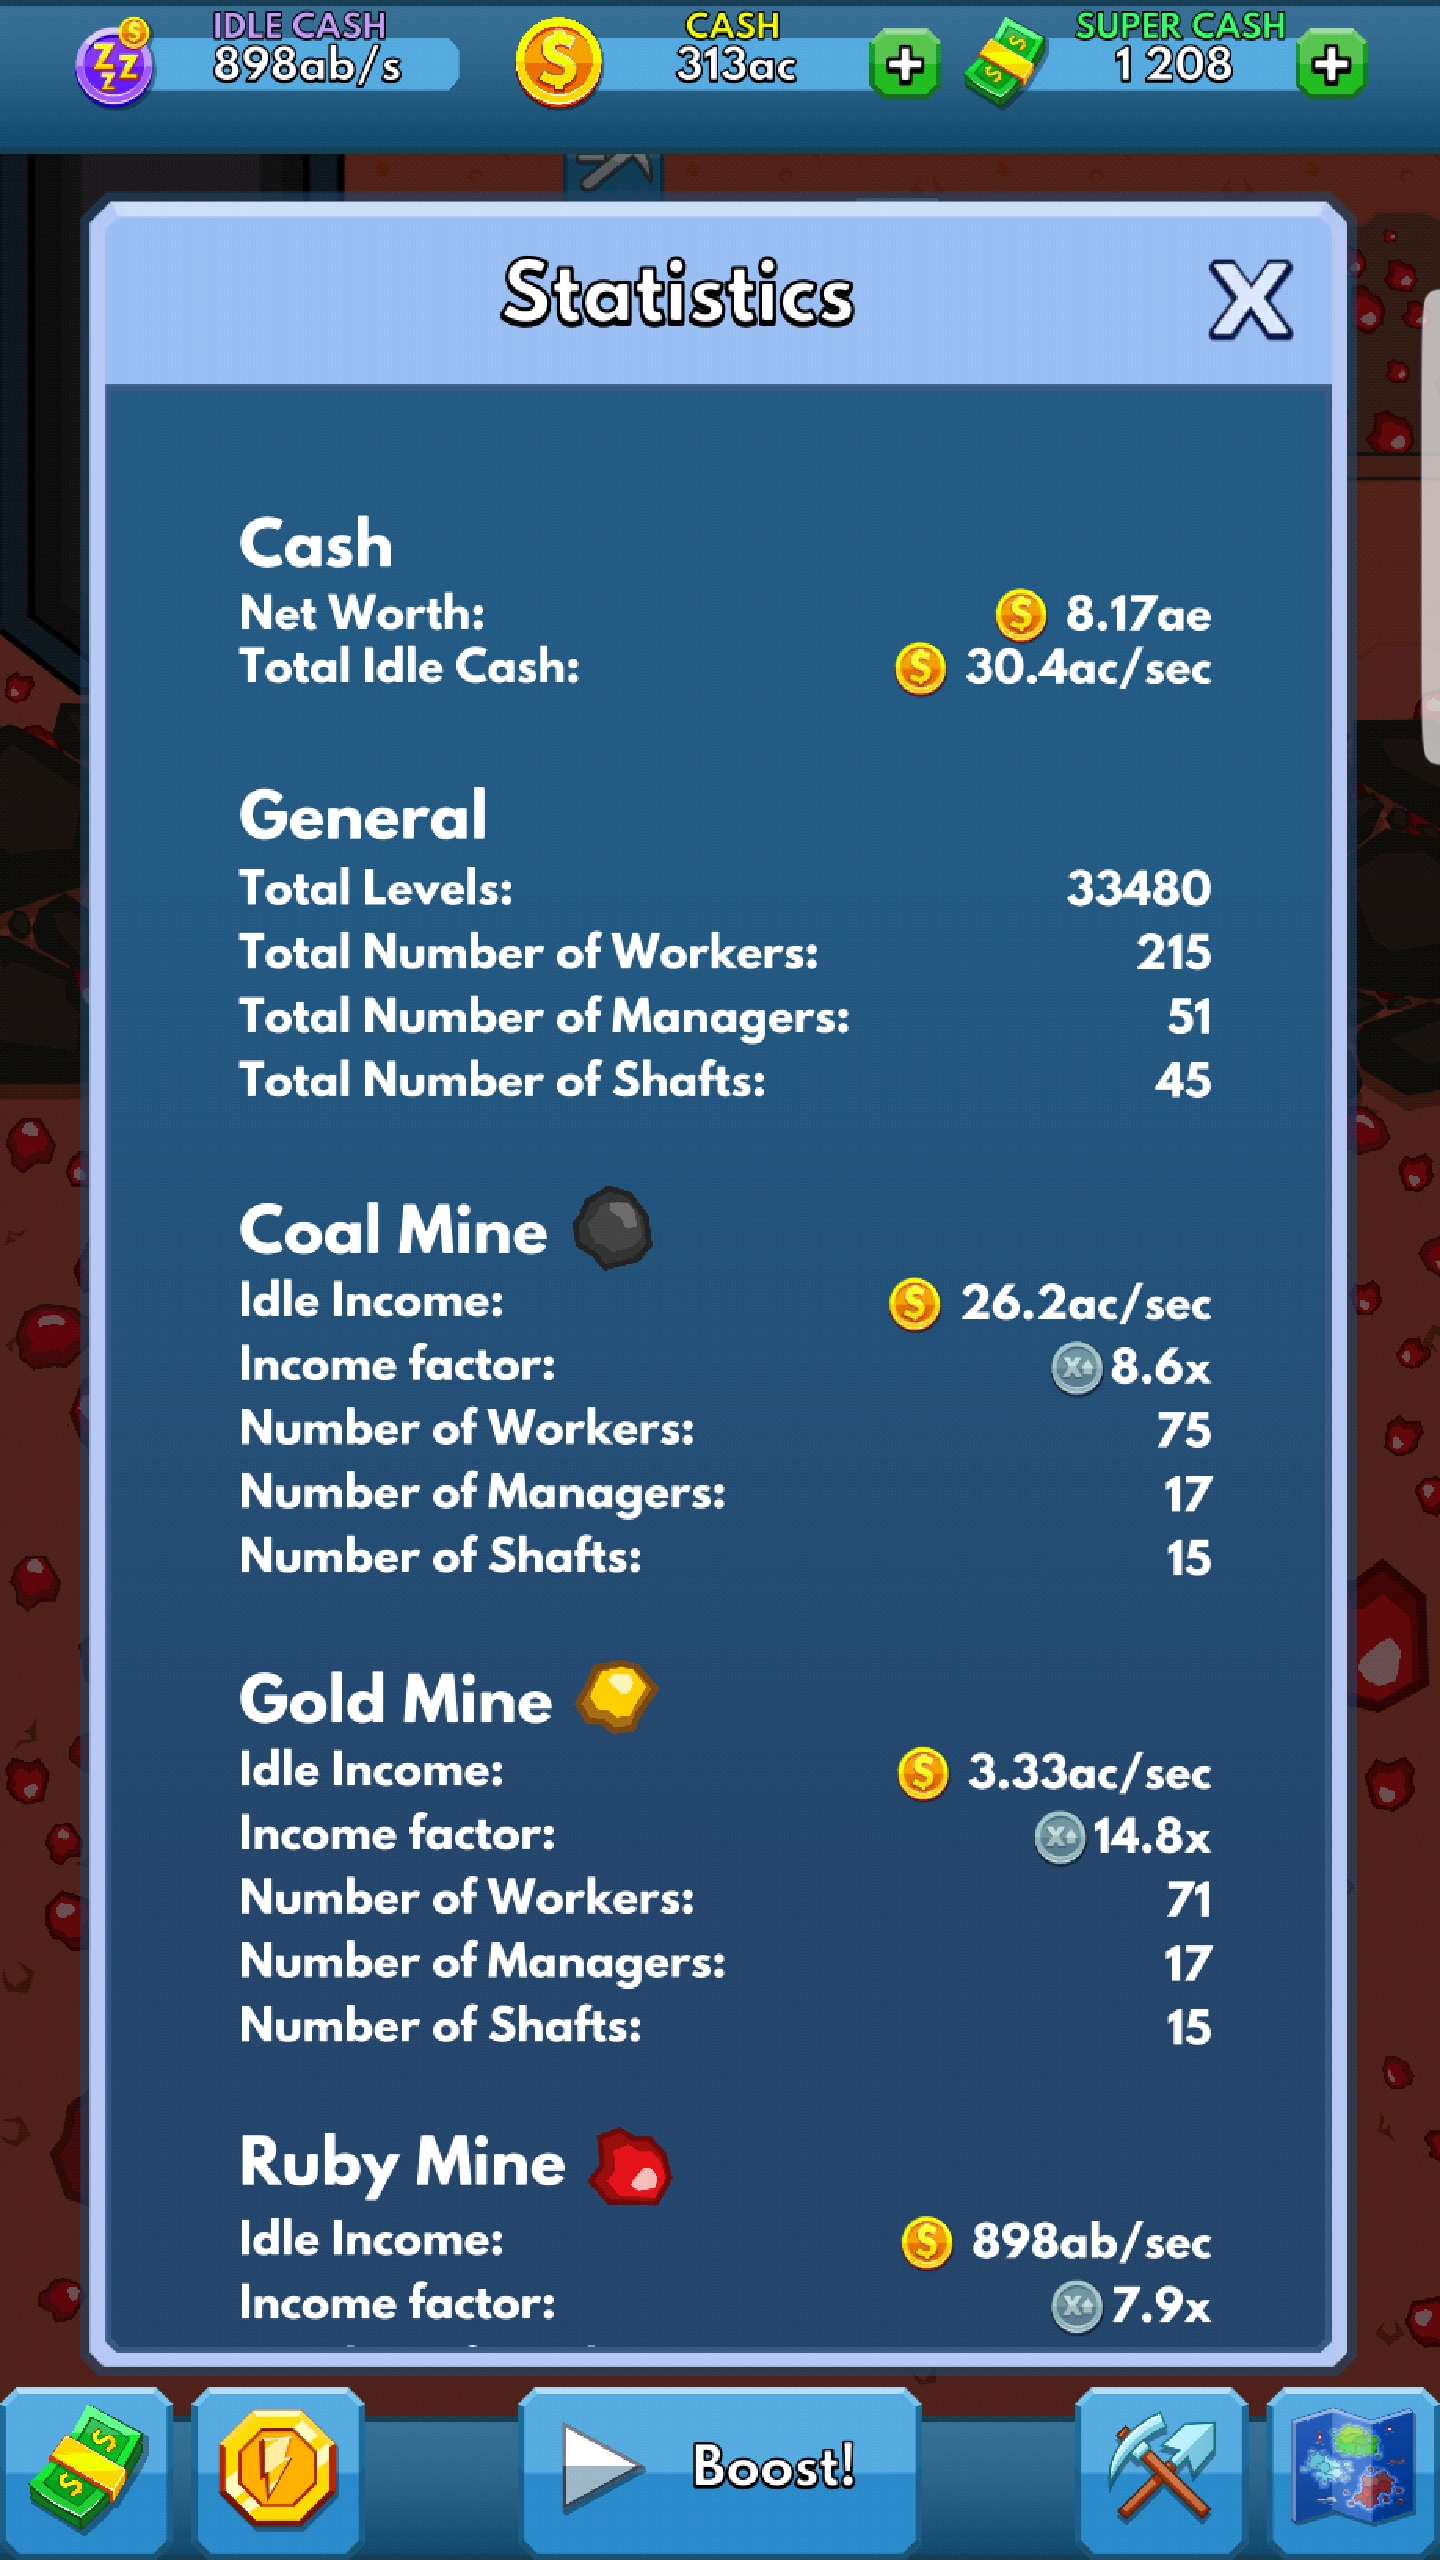 IDLE CASH
898ab/s
CASH
313ac
SUPER CASH
1 208
Statistics
X
Cash
Net Worth: 8.17ae
Total Idle Cash: 30.4ac/sec
General
Total Levels: 33480
Total Number of Workers: 215
Total Number of Managers: 51
Total Number of Shafts: 45
Coal Mine
Idle Income: 26.2ac/sec
Income factor: 8.6x
Number of Workers: 75
Number of Managers: 17
Number of Shafts: 15
Gold Mine
Idle Income: 3.33ac/sec
Income factor: 14.8x
Number of Workers: 71
Number of Managers: 17
Number of Shafts: 15
Ruby Mine
Idle Income: 898ab/sec
Income factor: 7.9x
Boost!